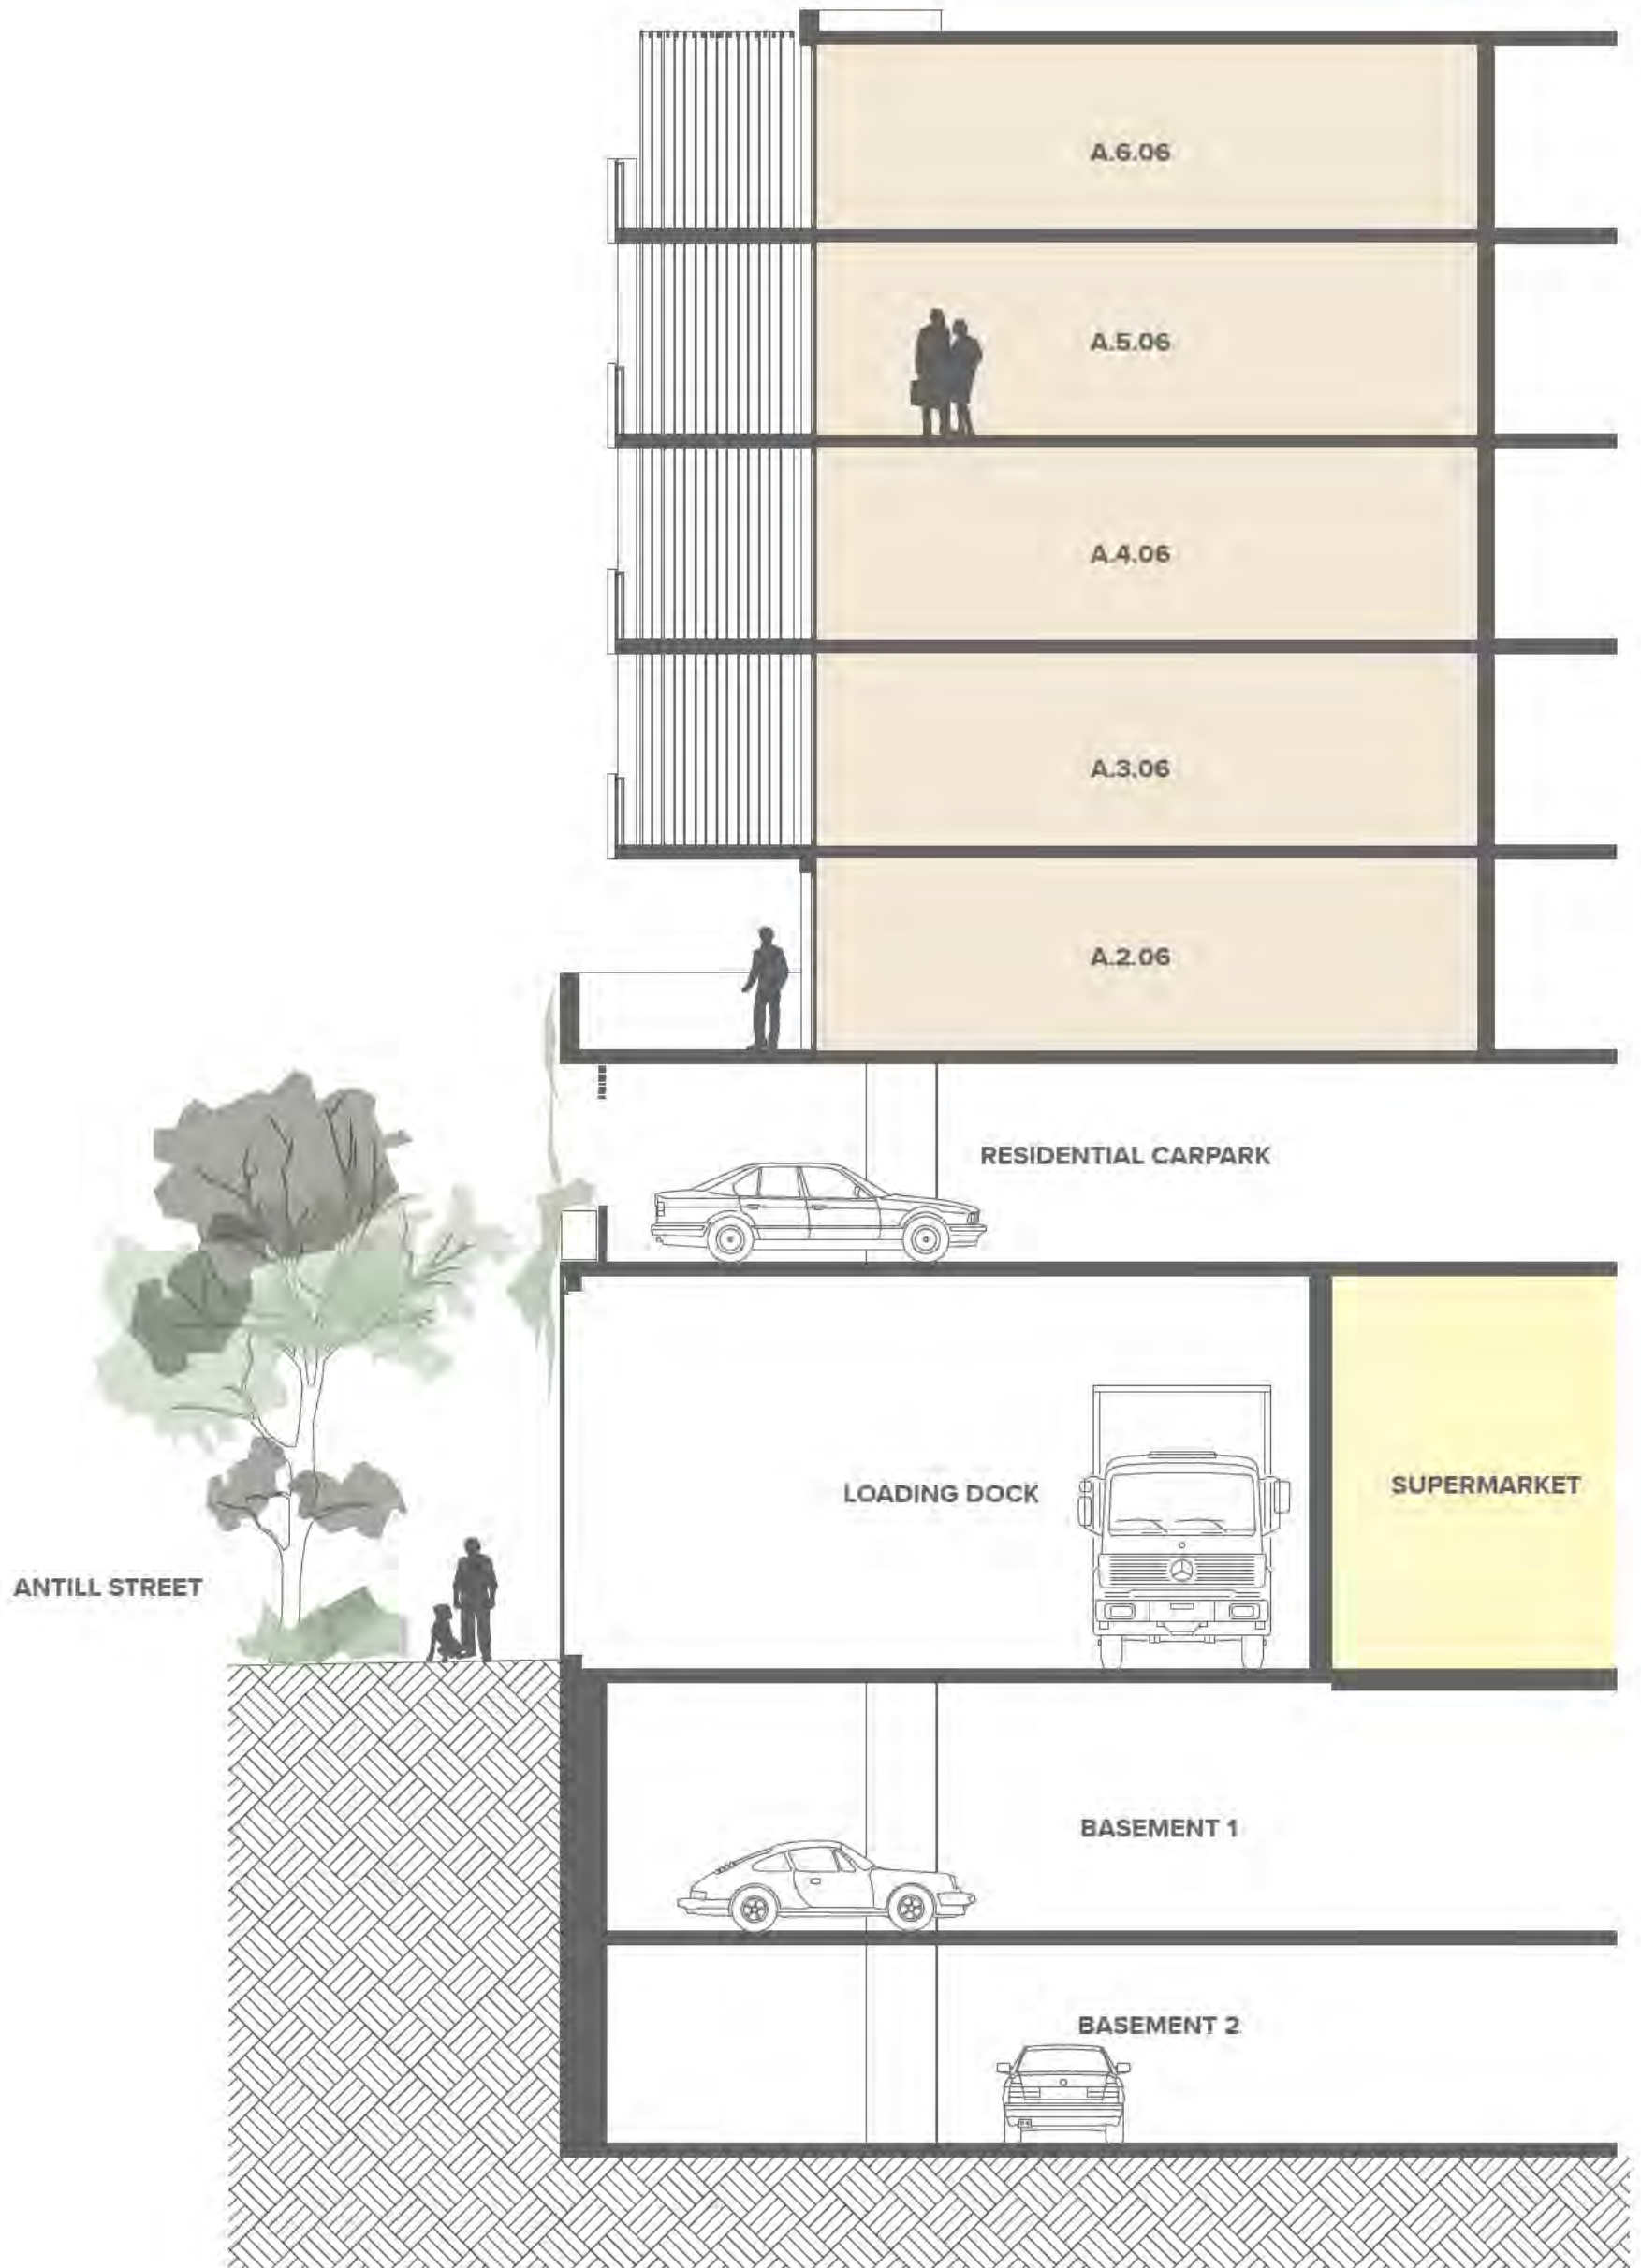 A.6.06
A.5.06
A.4.06
A.3.06
A.2.06
RESIDENTIAL CARPARK
LOADING DOCK
SUPERMARKET
ANTILL STREET
BASEMENT 1
BASEMENT 2